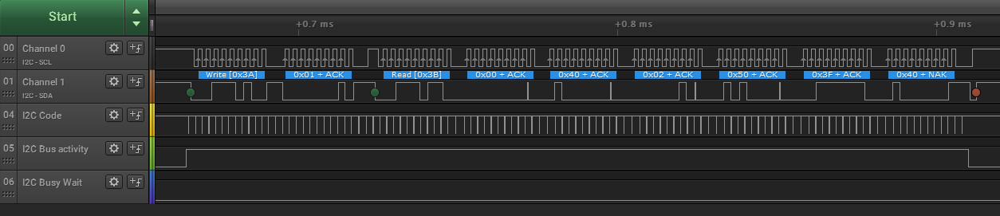 Start
+0.7 ms
+0.8 ms
+0.9 ms
00 Channel 0
I2C - SCL
Write [0x3A] 0x01 + ACK Read [0x3B] 0x00 + ACK 0x40 + ACK 0x02 + ACK 0x50 + ACK 0x3F + ACK 0x40 + NAK
01 Channel 1
I2C - SDA
04 I2C Code
05 I2C Bus activity
06 I2C Busy Wait